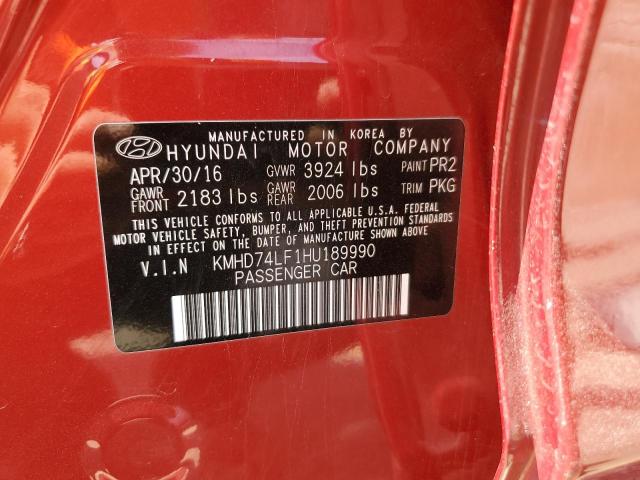 MANUFACTURED IN KOREA BY
HYUNDAI MOTOR COMPANY
APR/30/16 GVWR 3924 lbs PAINT PR2
GAWR FRONT 2183 lbs GAWR REAR 2006 lbs TRIM PKG
THIS VEHICLE CONFORMS TO ALL APPLICABLE U.S.A. FEDERAL
MOTOR VEHICLE SAFETY, BUMPER, AND THEFT PREVENTION STANDARDS
IN EFFECT ON THE DATE OF MANUFACTURE SHOWN ABOVE
V.I.N KMHD74LF1HU189990
PASSENGER CAR